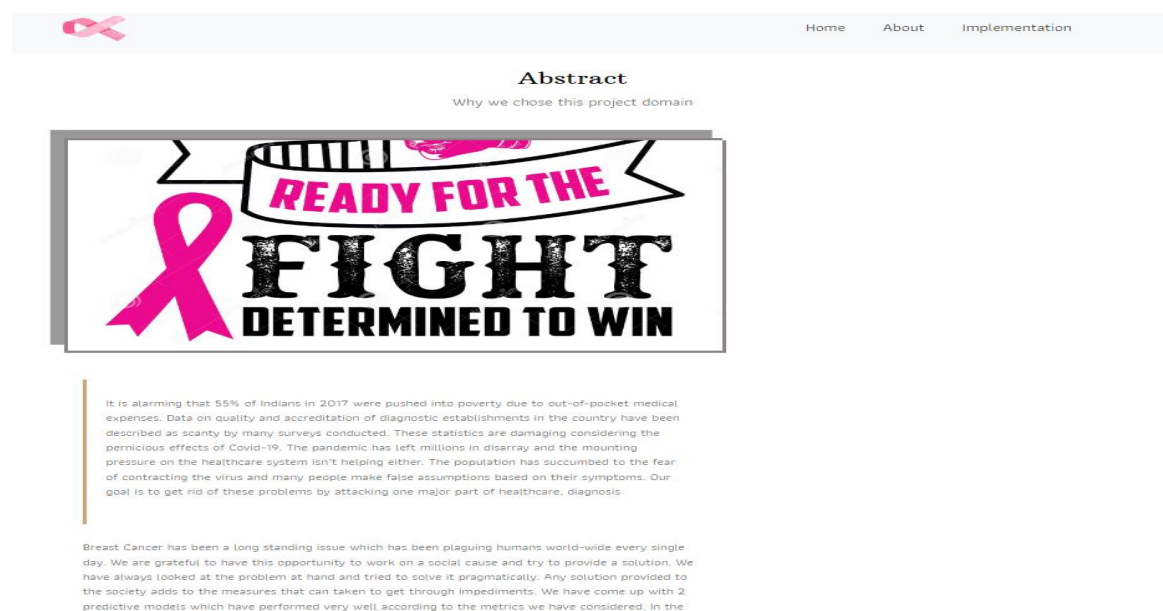 Home About Implementation
Abstract
Why we chose this project domain
READY FOR THE
FIGHT
DETERMINED TO WIN
It is alarming that 55% of Indians in 2017 were pushed into poverty due to out-of-pocket medical
expenses. Data on quality and accreditation of diagnostic establishments in the country have been
described as scanty by many surveys conducted. These statistics are damaging considering the
pernicious effects of Covid-19. The pandemic has left millions in disarray and the mounting
pressure on the healthcare system isn't helping either. The population has succumbed to the fear
of contracting the virus and many people make false assumptions based on their symptoms. Our
goal is to get rid of these problems by attacking one major part of healthcare, diagnosis
Breast Cancer has been a long standing issue which has been plaguing humans world-wide every single
day. We are grateful to have this opportunity to work on a social cause and try to provide a solution. We
have always looked at the problem at hand and tried to solve it pragmatically. Any solution provided to
the society adds to the measures that can taken to get through impediments. We have come up with 2
predictive models which have performed very well according to the metrics we have considered. In the